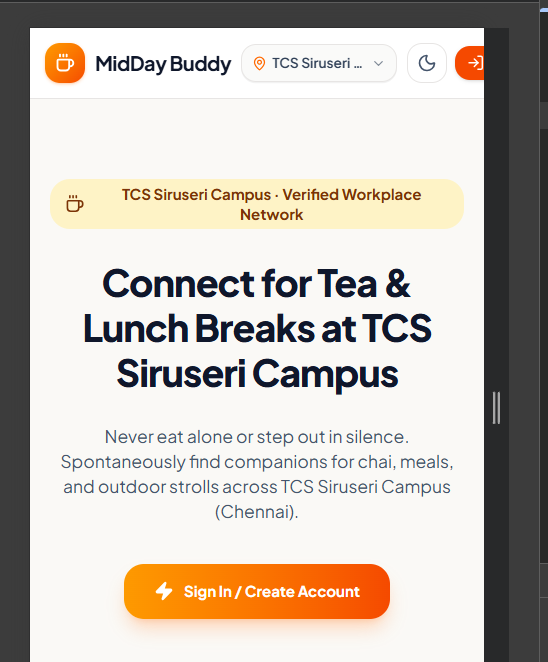 MidDay Buddy
TCS Siruseri ...
TCS Siruseri Campus · Verified Workplace
Network
Connect for Tea &
Lunch Breaks at TCS
Siruseri Campus
Never eat alone or step out in silence.
Spontaneously find companions for chai, meals,
and outdoor strolls across TCS Siruseri Campus
(Chennai).
Sign In / Create Account